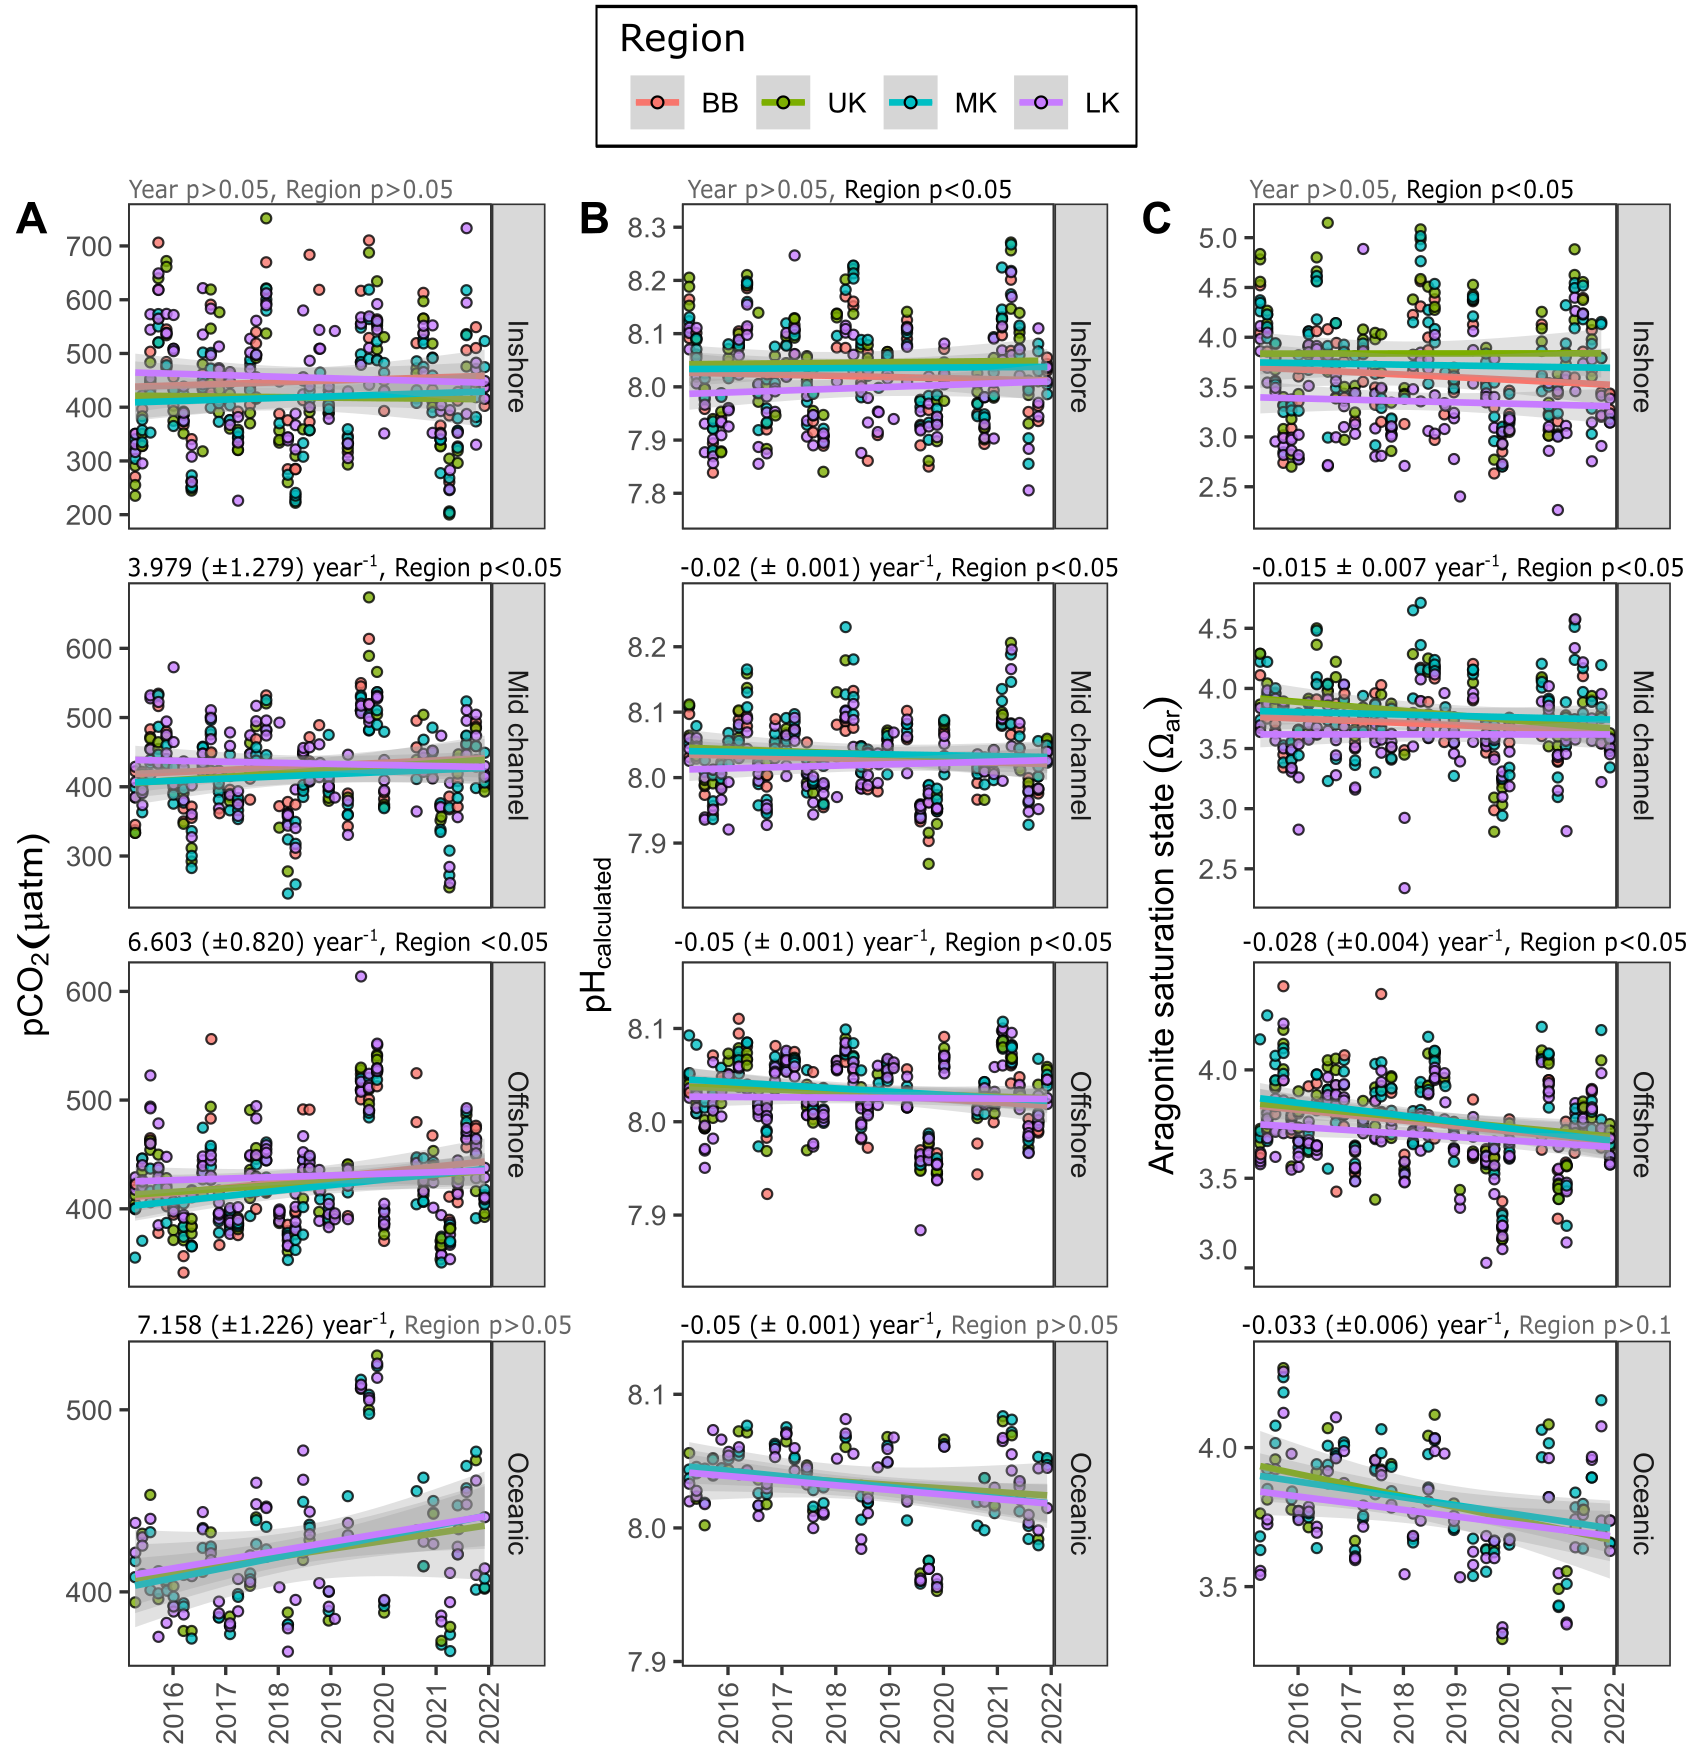 Region
BB UK MK LK
A
Year p>0.05, Region p>0.05
700
600
500
400
300
200
Inshore
3.979 (±1.279) year-1, Region p<0.05
600
500
400
300
Mid channel
6.603 (±0.820) year-1, Region <0.05
600
500
400
Offshore
7.158 (±1.226) year-1, Region p>0.05
500
400
Oceanic
2016 2017 2018 2019 2020 2021 2022
pCO2(µatm)
B
Year p>0.05, Region p<0.05
8.3
8.2
8.1
8.0
7.9
7.8
Inshore
-0.02 (± 0.001) year-1, Region p<0.05
8.2
8.1
8.0
7.9
Mid channel
-0.05 (± 0.001) year-1, Region p<0.05
8.1
8.0
7.9
Offshore
-0.05 (± 0.001) year-1, Region p>0.05
8.1
8.0
7.9
Oceanic
2016 2017 2018 2019 2020 2021 2022
pHcalculated
C
Year p>0.05, Region p<0.05
5.0
4.5
4.0
3.5
3.0
2.5
Inshore
-0.015 ± 0.007 year-1, Region p<0.05
4.5
4.0
3.5
3.0
2.5
Mid channel
-0.028 (±0.004) year-1, Region p<0.05
4.0
3.5
3.0
Offshore
-0.033 (±0.006) year-1, Region p>0.1
4.0
3.5
Oceanic
2016 2017 2018 2019 2020 2021 2022
Aragonite saturation state (Ωar)